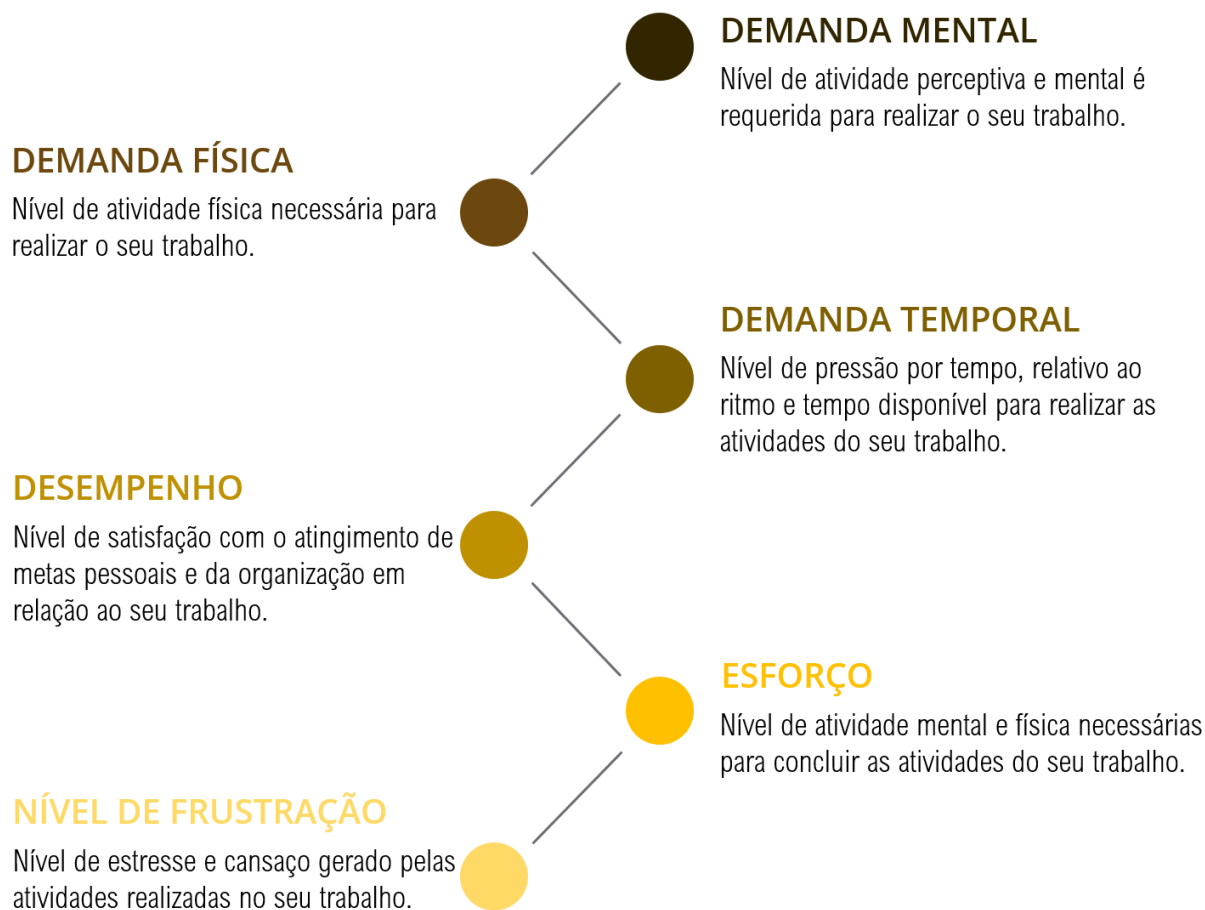 DEMANDA MENTAL
Nível de atividade perceptiva e mental é
requerida para realizar o seu trabalho.
DEMANDA FÍSICA
Nível de atividade física necessária para
realizar o seu trabalho.
DEMANDA TEMPORAL
Nível de pressão por tempo, relativo ao
ritmo e tempo disponível para realizar as
atividades do seu trabalho.
DESEMPENHO
Nível de satisfação com o atingimento de
metas pessoais e da organização em
relação ao seu trabalho.
ESFORÇO
Nível de atividade mental e física necessárias
para concluir as atividades do seu trabalho.
NÍVEL DE FRUSTRAÇÃO
Nível de estresse e cansaço gerado pelas
atividades realizadas no seu trabalho.